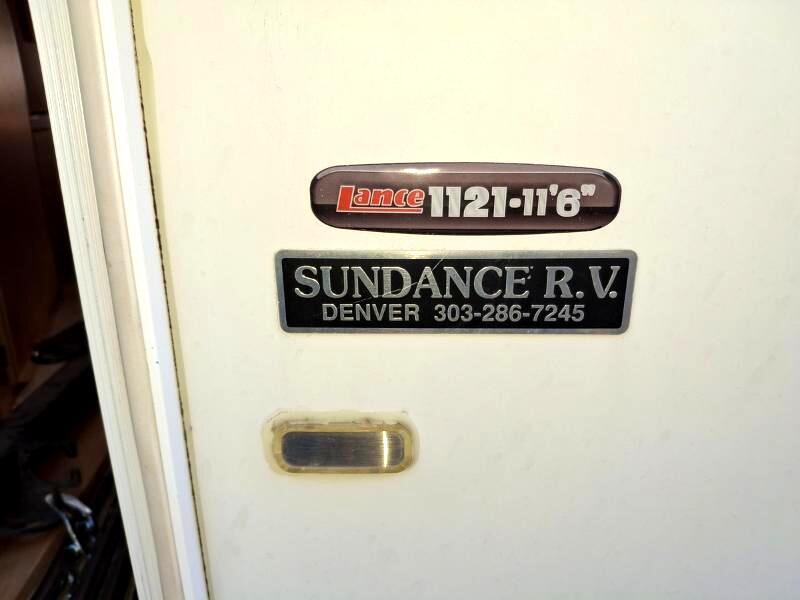 Lance 1121•11'6"
SUNDANCE R.V.
DENVER 303-286-7245